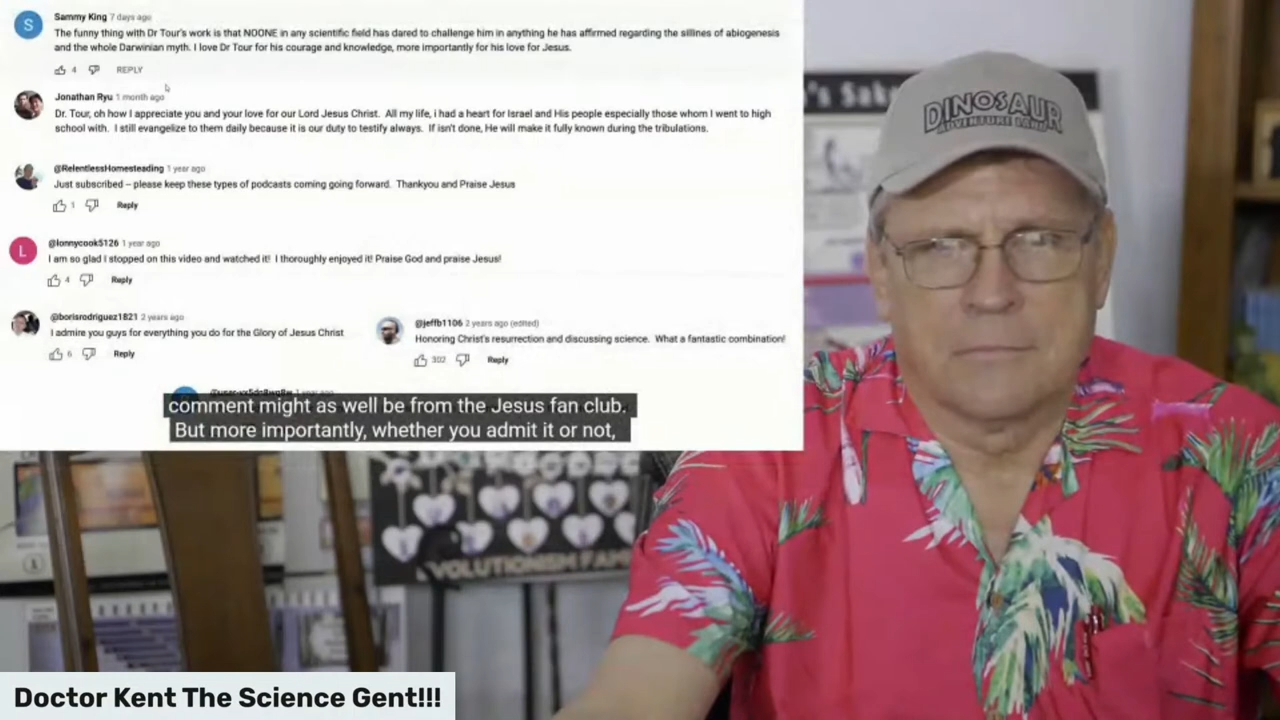 Sammy King 7 days ago
The funny thing with Dr Tour's work is that NOONE in any scientific field has dared to challenge him in anything he has affirmed regarding the sillines of abiogenesis
and the whole Darwinian myth. I love Dr Tour for his courage and knowledge, more importantly for his love for Jesus.
4 REPLY
Jonathan Ryu 1 month ago
Dr. Tour, oh how I appreciate you and your love for our Lord Jesus Christ. All my life, i had a heart for Israel and His people especially those whom I went to high
school with. I still evangelize to them daily because it is our duty to testify always. If isn't done, He will make it fully known during the tribulations.
@RelentlessHomesteading 1 year ago
Just subscribed – please keep these types of podcasts coming going forward. Thankyou and Praise Jesus
1 Reply
L
@lonnycook5126 1 year ago
I am so glad I stopped on this video and watched it! I thoroughly enjoyed it! Praise God and praise Jesus!
4 Reply
@borisrodriguez1821 2 years ago
I admire you guys for everything you do for the Glory of Jesus Christ
6 Reply
@jeffb1106 2 years ago (edited)
Honoring Christ's resurrection and discussing science. What a fantastic combination!
302 Reply
1 year ago
comment might as well be from the Jesus fan club.
But more importantly, whether you admit it or not,
S
DINOSAUR
ADVENTURE LAND
's Sake
VOLUTIONISM FAM
Doctor Kent The Science Gent!!!